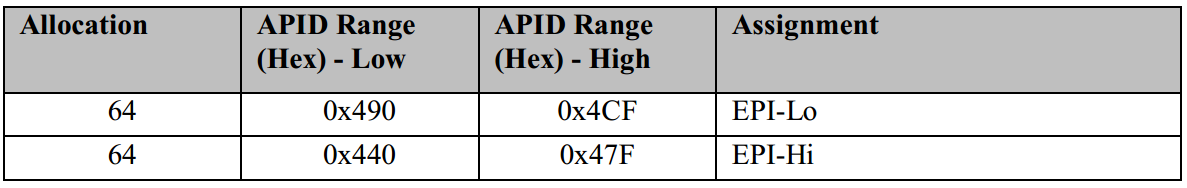 Allocation APID Range (Hex) - Low APID Range (Hex) - High Assignment
64 0x490 0x4CF EPI-Lo
64 0x440 0x47F EPI-Hi